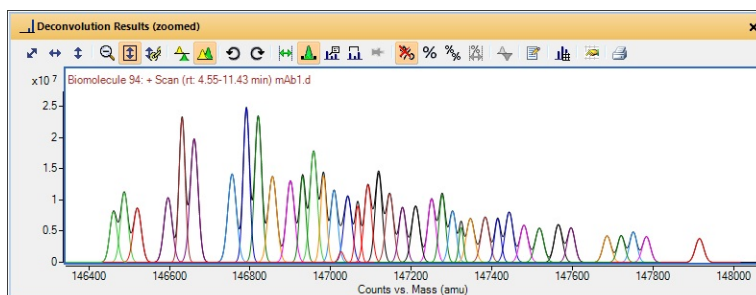 Deconvolution Results (zoomed)
x10 7
Biomolecule 94: + Scan (rt: 4.55-11.43 min) mAb1.d
2.5
2
1.5
1
0.5
0
146400 146600 146800 147000 147200 147400 147600 147800 148000
Counts vs. Mass (amu)